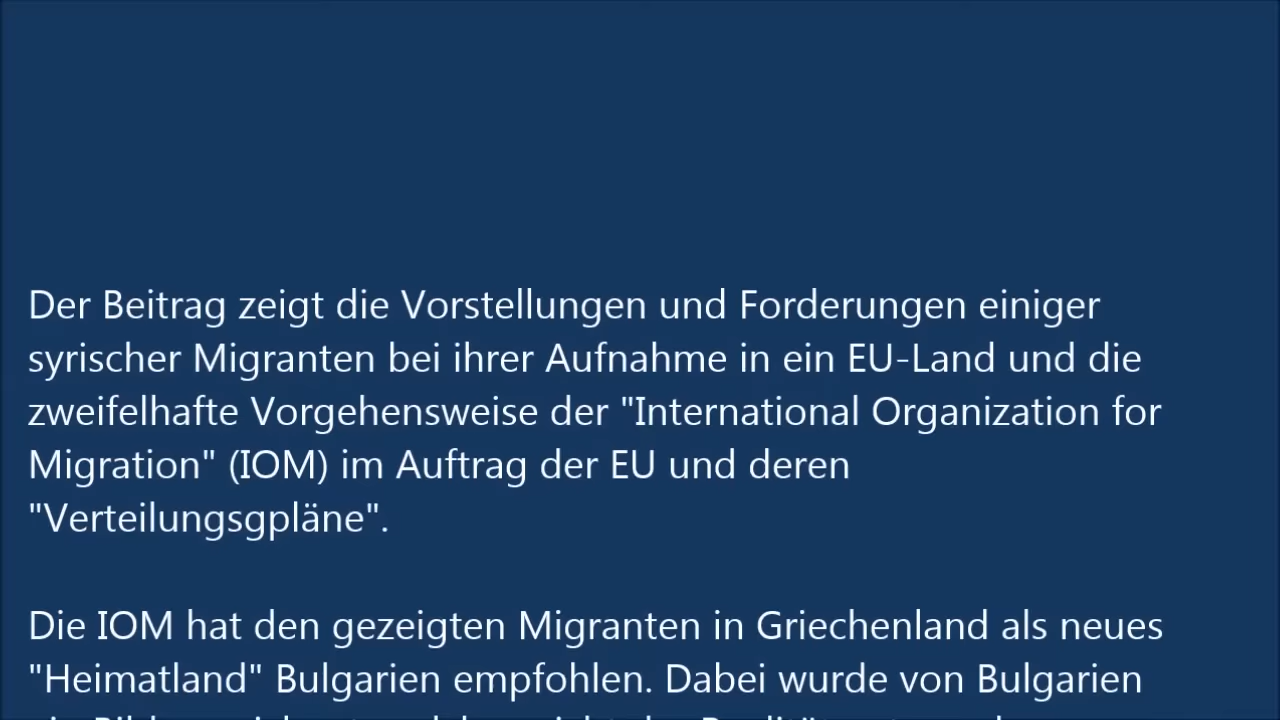 Der Beitrag zeigt die Vorstellungen und Forderungen einiger
syrischer Migranten bei ihrer Aufnahme in ein EU-Land und die
zweifelhafte Vorgehensweise der "International Organization for
Migration" (IOM) im Auftrag der EU und deren
"Verteilungsgpläne".
Die IOM hat den gezeigten Migranten in Griechenland als neues
"Heimatland" Bulgarien empfohlen. Dabei wurde von Bulgarien